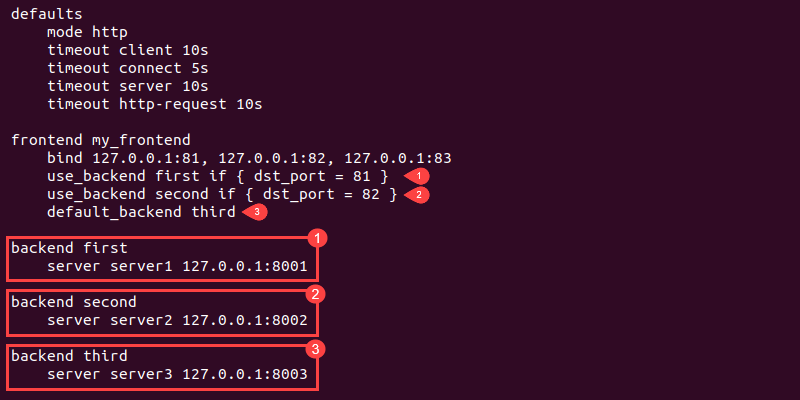 defaults
    mode http
    timeout client 10s
    timeout connect 5s
    timeout server 10s
    timeout http-request 10s
frontend my_frontend
    bind 127.0.0.1:81, 127.0.0.1:82, 127.0.0.1:83
    use_backend first if { dst_port = 81 } 1
    use_backend second if { dst_port = 82 } 2
    default_backend third 3
backend first 1
    server server1 127.0.0.1:8001
backend second 2
    server server2 127.0.0.1:8002
backend third 3
    server server3 127.0.0.1:8003